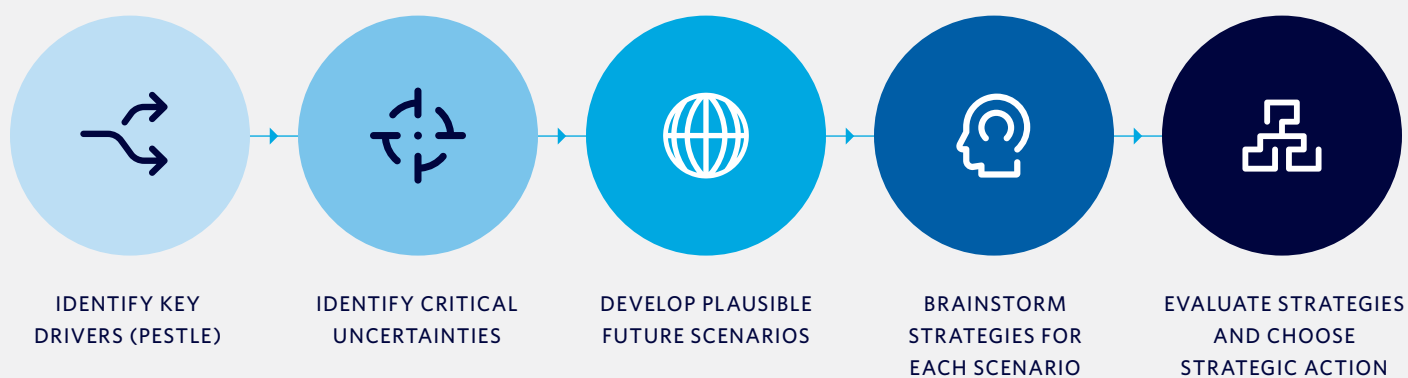 IDENTIFY KEY
DRIVERS (PESTLE)
IDENTIFY CRITICAL
UNCERTAINTIES
DEVELOP PLAUSIBLE
FUTURE SCENARIOS
BRAINSTORM
STRATEGIES FOR
EACH SCENARIO
EVALUATE STRATEGIES
AND CHOOSE
STRATEGIC ACTION